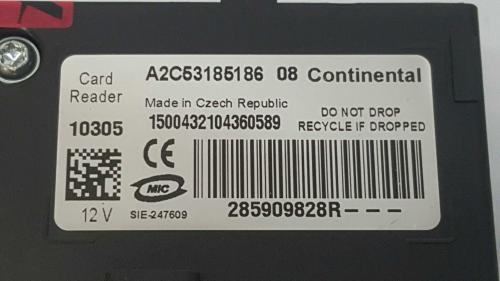 Card Reader
A2C53185186 08 Continental
Made in Czech Republic
10305
1500432104360589
DO NOT DROP
RECYCLE IF DROPPED
CE
MIC
12 V
SIE-247609
285909828R---